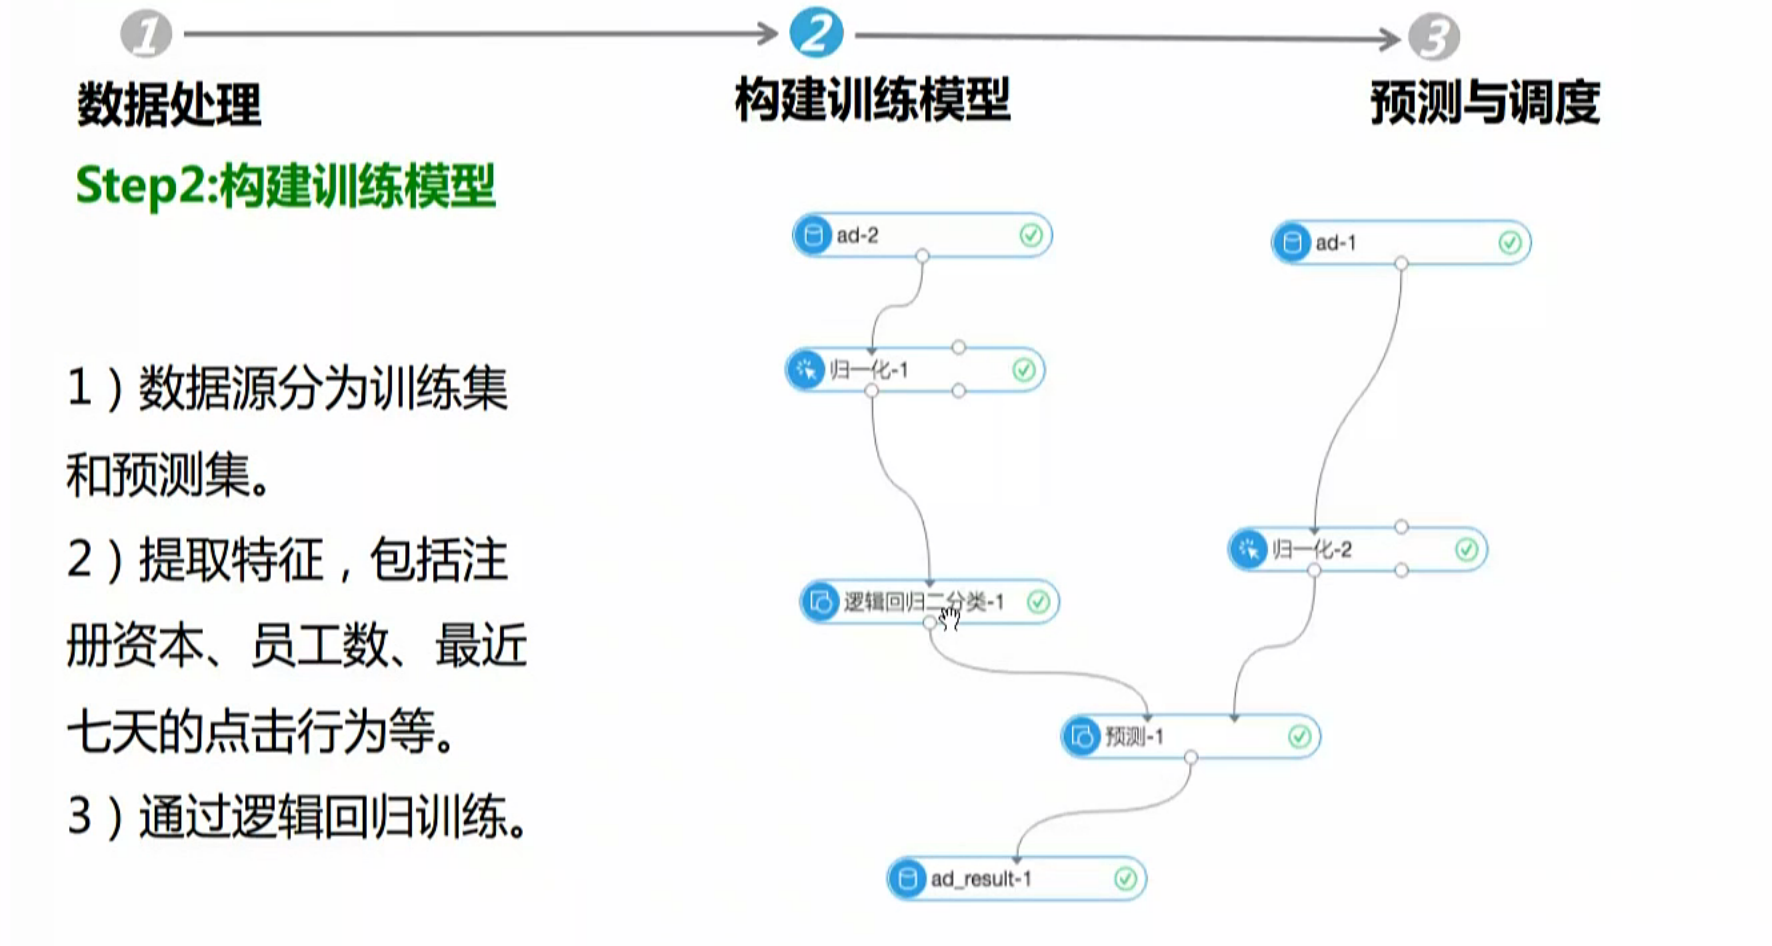 1
2
3
数据处理
构建训练模型
预测与调度
Step2:构建训练模型
1）数据源分为训练集
和预测集。
2）提取特征，包括注
册资本、员工数、最近
七天的点击行为等。
3）通过逻辑回归训练。
ad-2
ad-1
归一化-1
归一化-2
逻辑回归二分类-1
预测-1
ad_result-1